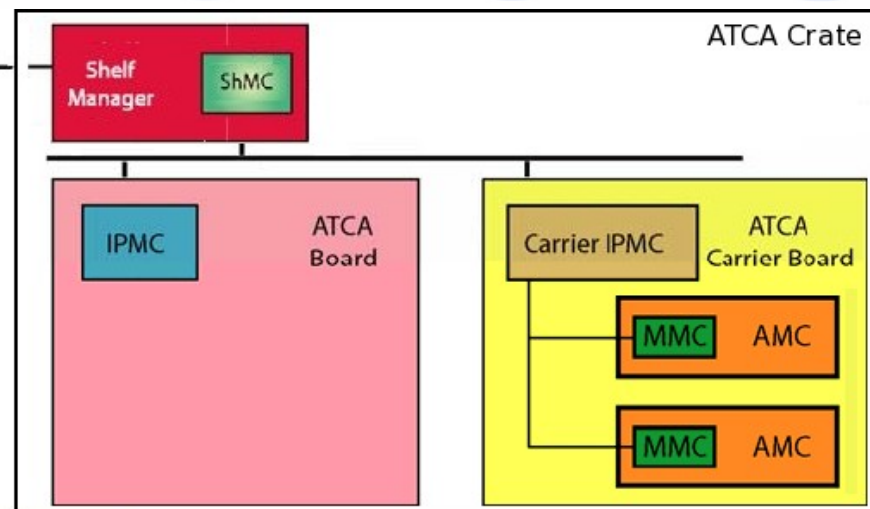 ATCA Crate
Shelf
Manager
ShMC
IPMC
ATCA
Board
Carrier IPMC
ATCA
Carrier Board
MMC
AMC
MMC
AMC